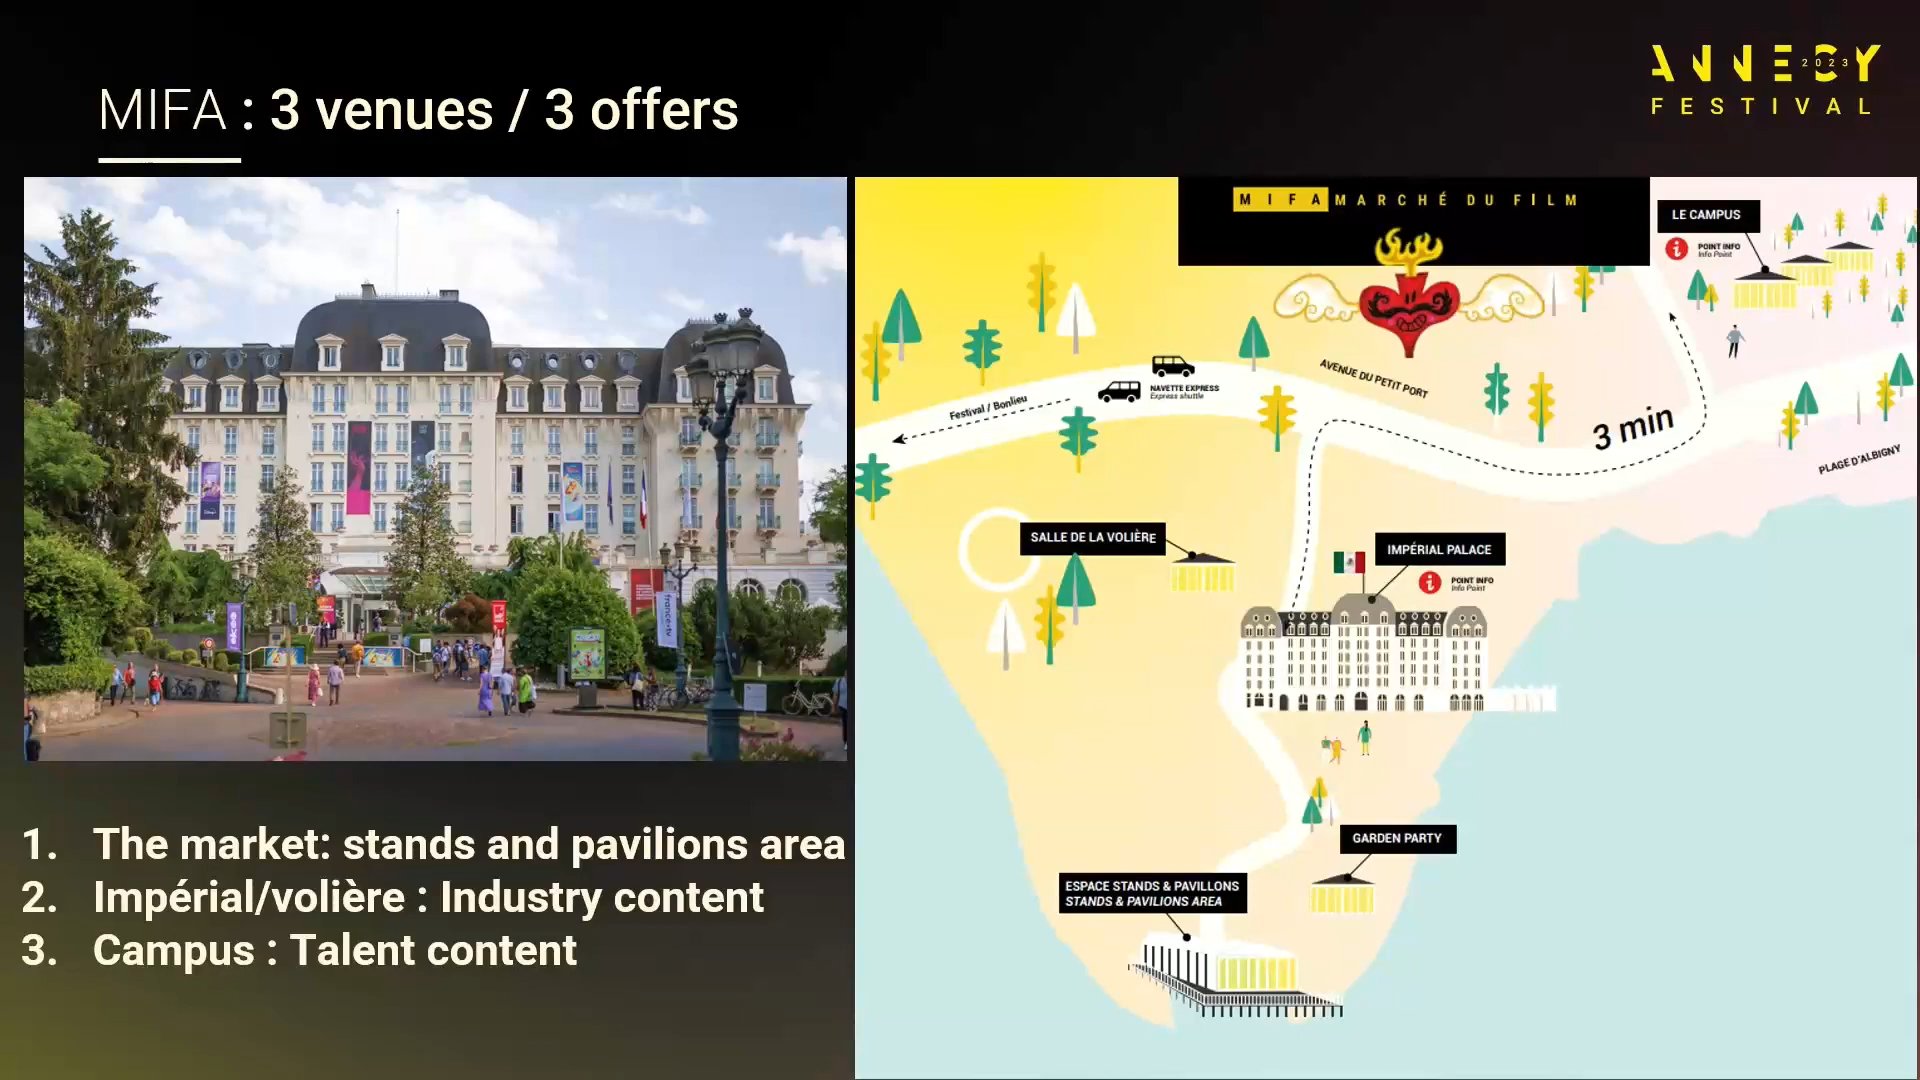 ANNECY
2023
FESTIVAL
MIFA : 3 venues / 3 offers
MIFA MARCHÉ DU FILM
LE CAMPUS
POINT INFO
Info Point
NAVETTE EXPRESS
Express shuttle
AVENUE DU PETIT PORT
Festival / Bonlieu
3 min
PLAGE D'ALBIGNY
SALLE DE LA VOLIÈRE
IMPÉRIAL PALACE
POINT INFO
Info Point
GARDEN PARTY
ESPACE STANDS & PAVILLONS
STANDS & PAVILIONS AREA
france•tv
1. The market: stands and pavilions area
2. Impérial/volière : Industry content
3. Campus : Talent content